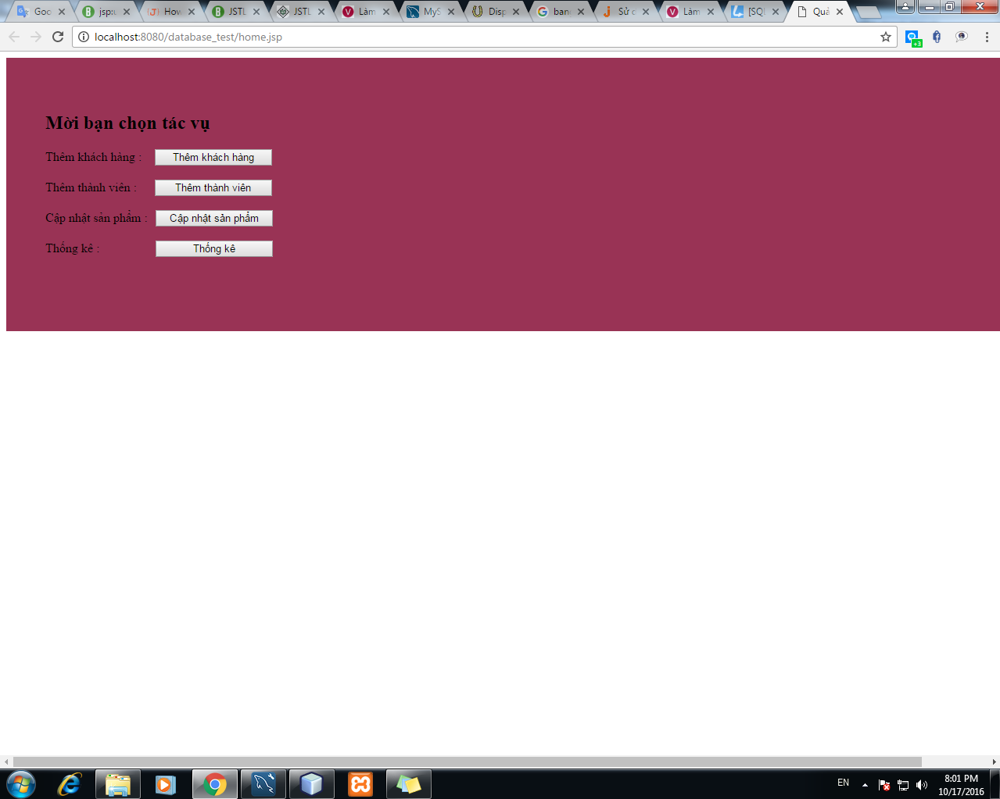 Goo jsp:u How JSTL JSTL Làm MyS Disp ban Sử d Làm [SQ Quả
localhost:8080/database_test/home.jsp
+3
Mời bạn chọn tác vụ
Thêm khách hàng : Thêm khách hàng
Thêm thành viên : Thêm thành viên
Cập nhật sản phẩm : Cập nhật sản phẩm
Thống kê : Thống kê
EN
8:01 PM
10/17/2016